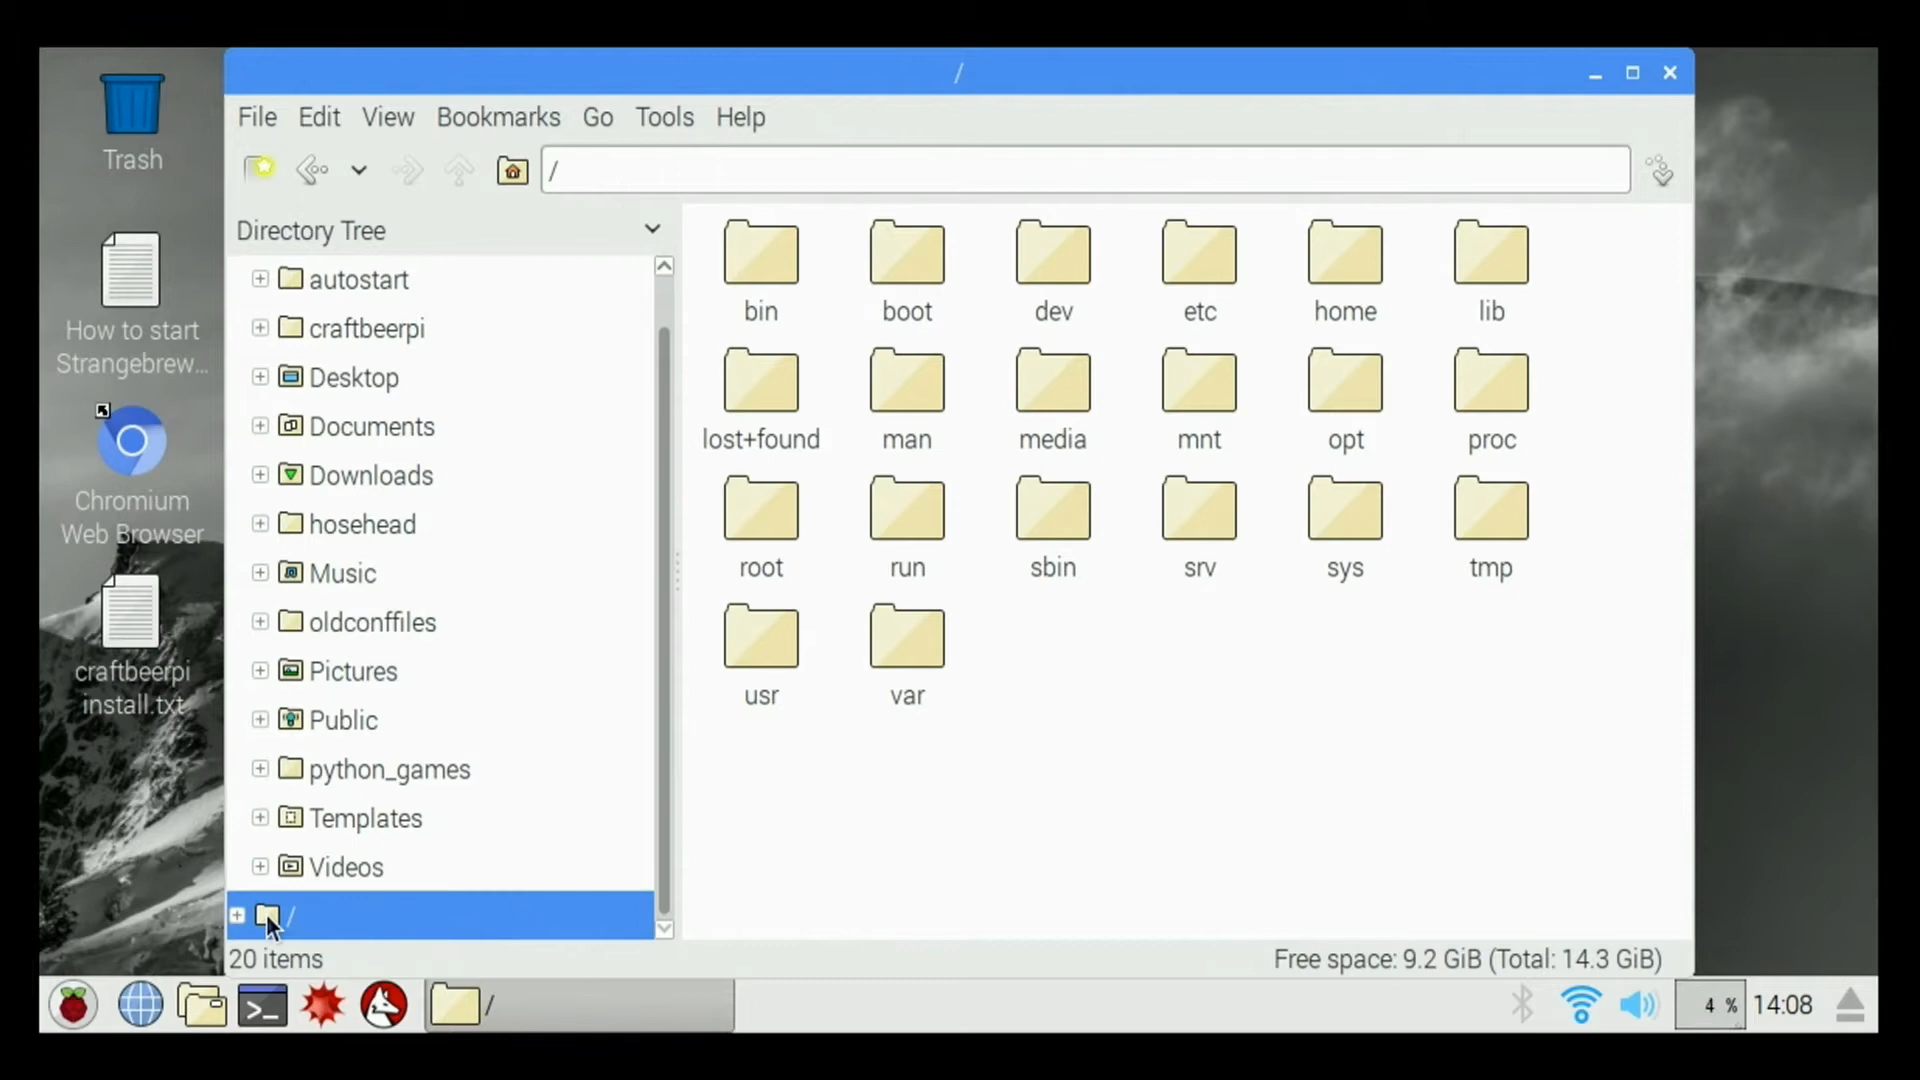 /
File Edit View Bookmarks Go Tools Help
/
Directory Tree
autostart
craftbeerpi
Desktop
Documents
Downloads
hosehead
Music
oldconffiles
Pictures
Public
python_games
Templates
Videos
/
bin boot dev etc home lib
lost+found man media mnt opt proc
root run sbin srv sys tmp
usr var
20 items
Free space: 9.2 GiB (Total: 14.3 GiB)
Trash
How to start
Strangebrew...
Chromium
Web Browser
craftbeerpi
install.txt
>_
/
4 %
14:08